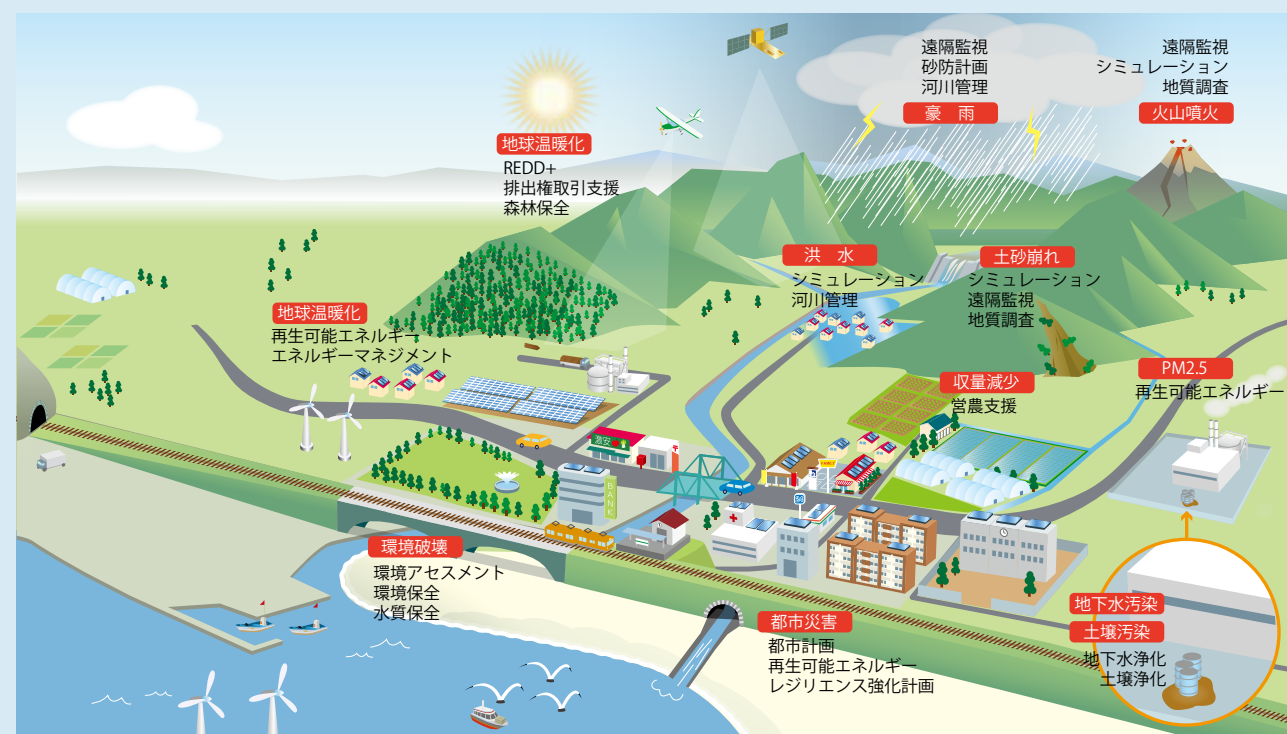 遠隔監視
砂防計画
河川管理
豪 雨
遠隔監視
シミュレーション
地質調査
火山噴火
地球温暖化
REDD+
排出権取引支援
森林保全
洪 水
シミュレーション
河川管理
土砂崩れ
シミュレーション
遠隔監視
地質調査
地球温暖化
再生可能エネルギー
エネルギーマネジメント
収量減少
営農支援
PM2.5
再生可能エネルギー
激安
BANK
環境破壊
環境アセスメント
環境保全
水質保全
都市災害
都市計画
再生可能エネルギー
レジリエンス強化計画
地下水汚染
土壌汚染
地下水浄化
土壌浄化